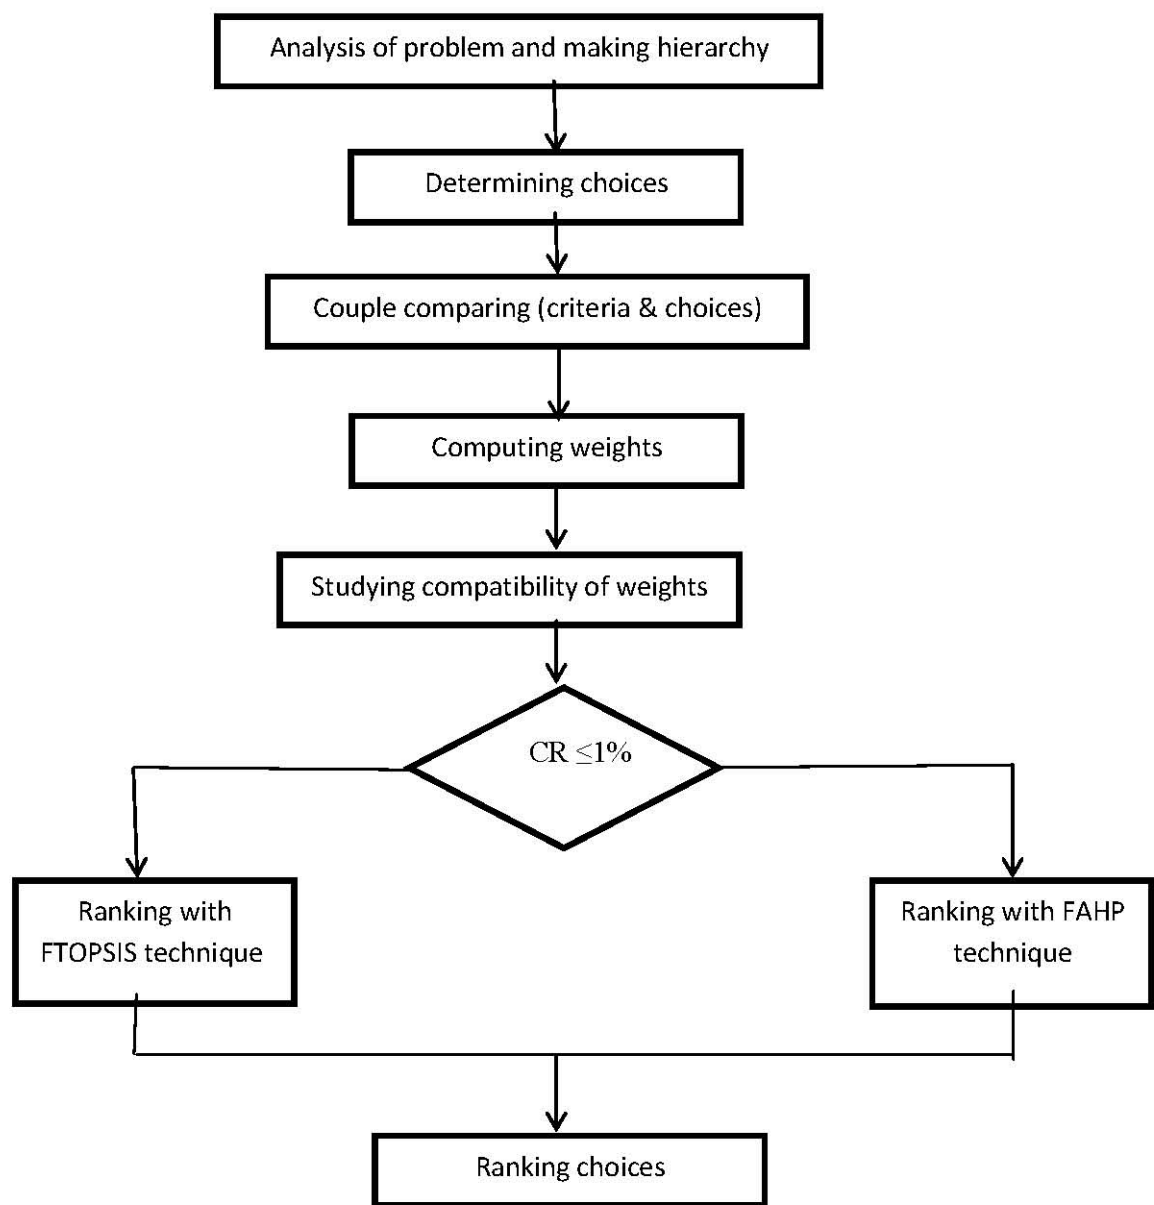 Analysis of problem and making hierarchy
Determining choices
Couple comparing (criteria & choices)
Computing weights
Studying compatibility of weights
CR ≤1%
Ranking with
FTOPSIS technique
Ranking with FAHP
technique
Ranking choices